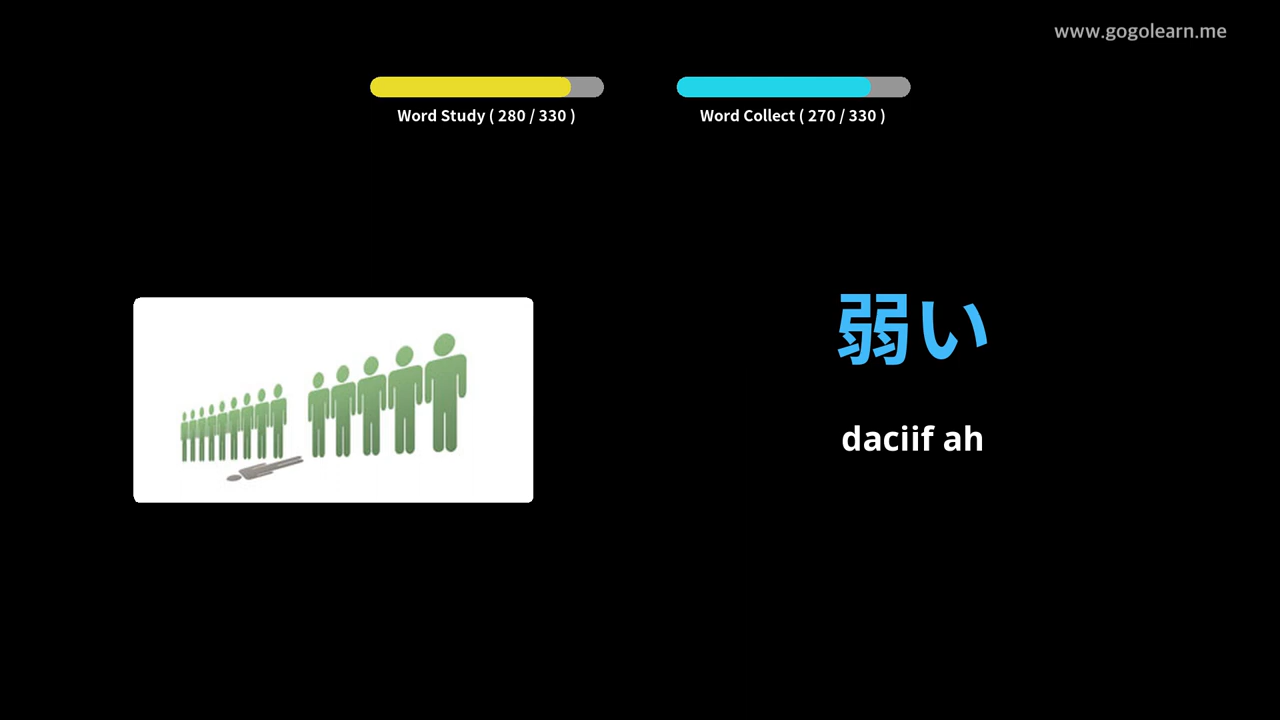 www.gogolearn.me
Word Study ( 280 / 330 )
Word Collect ( 270 / 330 )
弱い
daciif ah